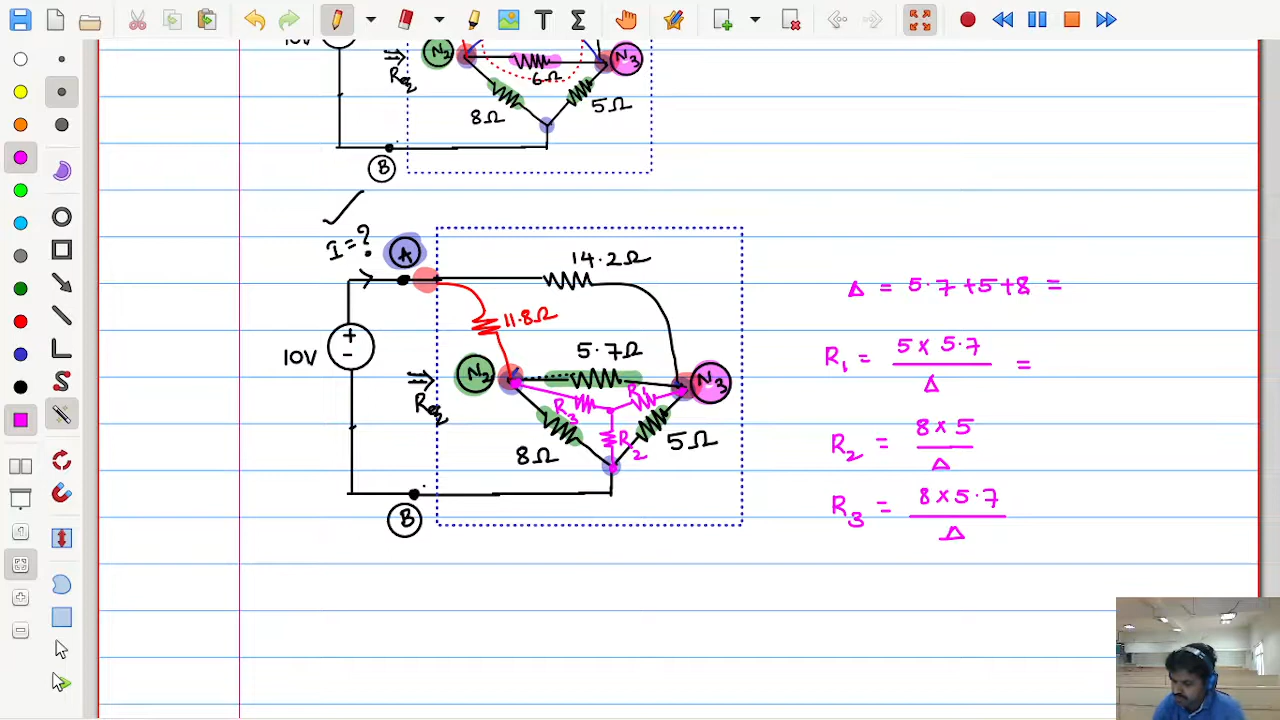 10V
N2
N3
Req
6Ω
8Ω
5Ω
B
I=?
A
14.2Ω
11.8Ω
10V
5.7Ω
N2
N3
Req
R3
R1
R2
8Ω
5Ω
B
Δ = 5.7+5+8 =
R1 = 5 × 5.7 / Δ =
R2 = 8 × 5 / Δ
R3 = 8 × 5.7 / Δ